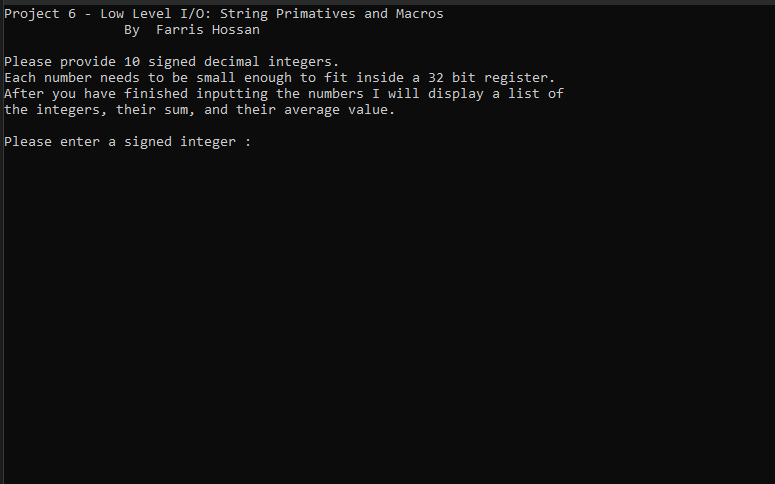 Project 6 - Low Level I/O: String Primatives and Macros
By  Farris Hossan
Please provide 10 signed decimal integers.
Each number needs to be small enough to fit inside a 32 bit register.
After you have finished inputting the numbers I will display a list of
the integers, their sum, and their average value.
Please enter a signed integer :